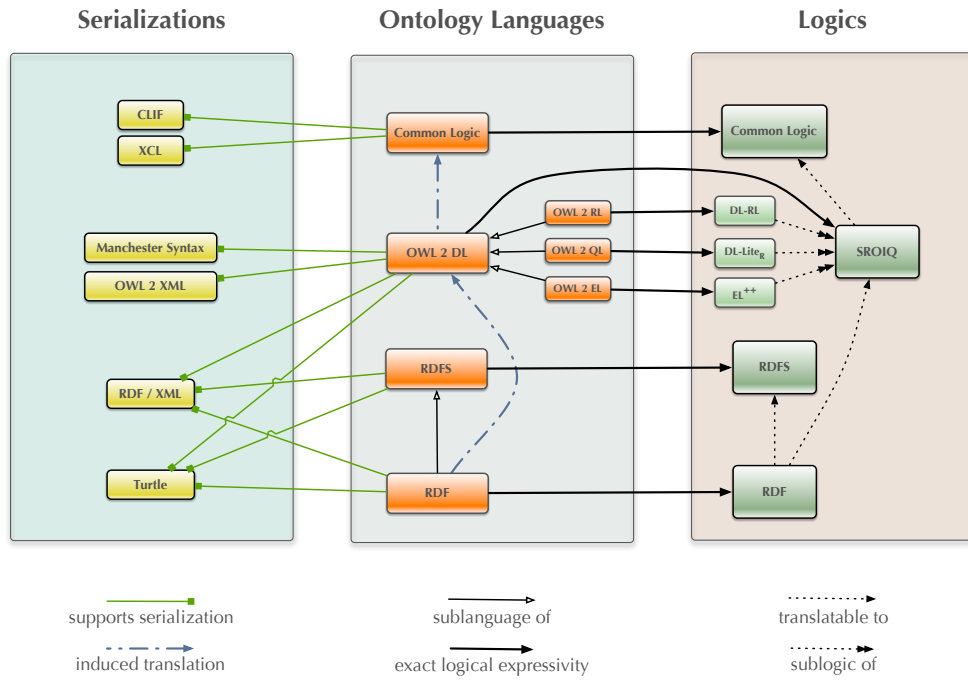 Serializations
Ontology Languages
Logics
CLIF
XCL
Manchester Syntax
OWL 2 XML
RDF / XML
Turtle
Common Logic
OWL 2 DL
OWL 2 RL
OWL 2 QL
OWL 2 EL
RDFS
RDF
Common Logic
DL-RL
DL-LiteR
EL++
SROIQ
RDFS
RDF
supports serialization
sublanguage of
translatable to
induced translation
exact logical expressivity
sublogic of